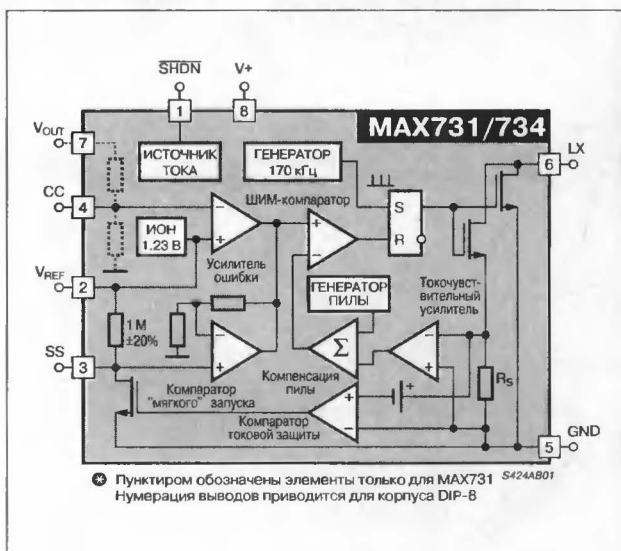 SHDN V+
1 8
MAX731/734
VOUT 7
ИСТОЧНИК
ТОКА
ГЕНЕРАТОР
170 кГц
6 LX
CC 4
ШИМ-компаратор
S
R
ИОН
1.23 В
Усилитель
ошибки
VREF 2
ГЕНЕРАТОР
ПИЛЫ
Токочувст-
вительный
усилитель
1 М
±20%
Σ
SS 3
Компаратор
"мягкого" запуска
Компенсация
пилы
RS
Компаратор
токовой защиты
GND
5
Пунктиром обозначены элементы только для MAX731 S424AB01
Нумерация выводов приводится для корпуса DIP-8